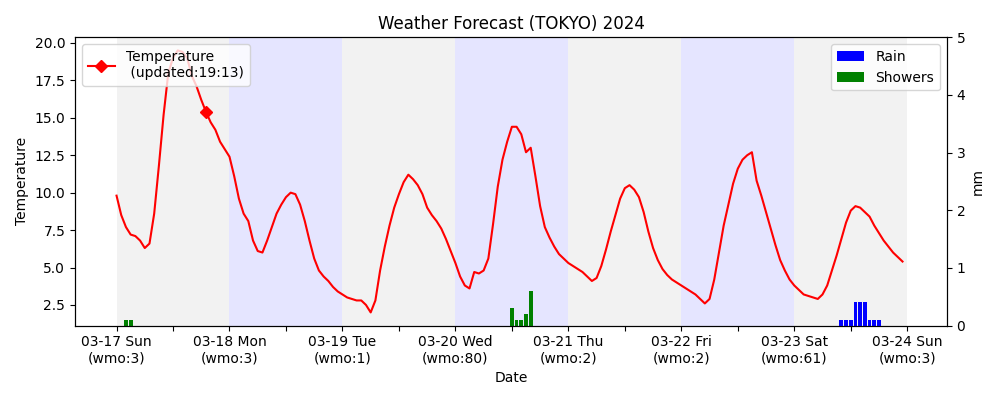 Weather Forecast (TOKYO) 2024
Temperature
(updated:19:13)
Rain
Showers
20.0
17.5
15.0
12.5
10.0
7.5
5.0
2.5
Temperature
5
4
3
2
1
0
mm
03-17 Sun
(wmo:3)
03-18 Mon
(wmo:3)
03-19 Tue
(wmo:1)
03-20 Wed
(wmo:80)
03-21 Thu
(wmo:2)
03-22 Fri
(wmo:2)
03-23 Sat
(wmo:61)
03-24 Sun
(wmo:3)
Date